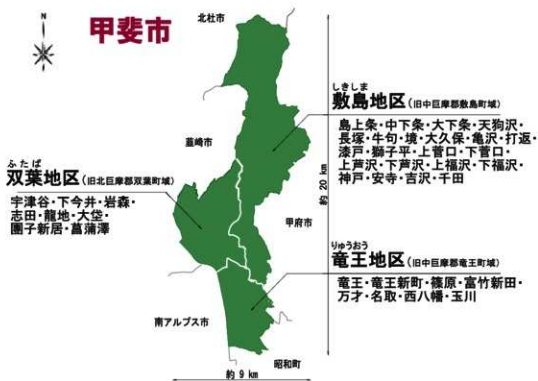 N
甲斐市
北杜市
しきしま
敷島地区(旧中巨摩郡敷島町域)
島上条・中下条・大下条・天狗沢・
長塚・牛句・境・大久保・亀沢・打返・
漆戸・獅子平・上菅口・下菅口・
上芦沢・下芦沢・上福沢・下福沢・
神戸・安寺・吉沢・千田
韮崎市
ふたば
双葉地区(旧北巨摩郡双葉町域)
宇津谷・下今井・岩森・
志田・龍地・大垈・
團子新居・菖蒲澤
甲府市
約 20 km
りゅうおう
竜王地区(旧中巨摩郡竜王町域)
竜王・竜王新町・篠原・富竹新田・
万才・名取・西八幡・玉川
南アルプス市
昭和町
約 9 km